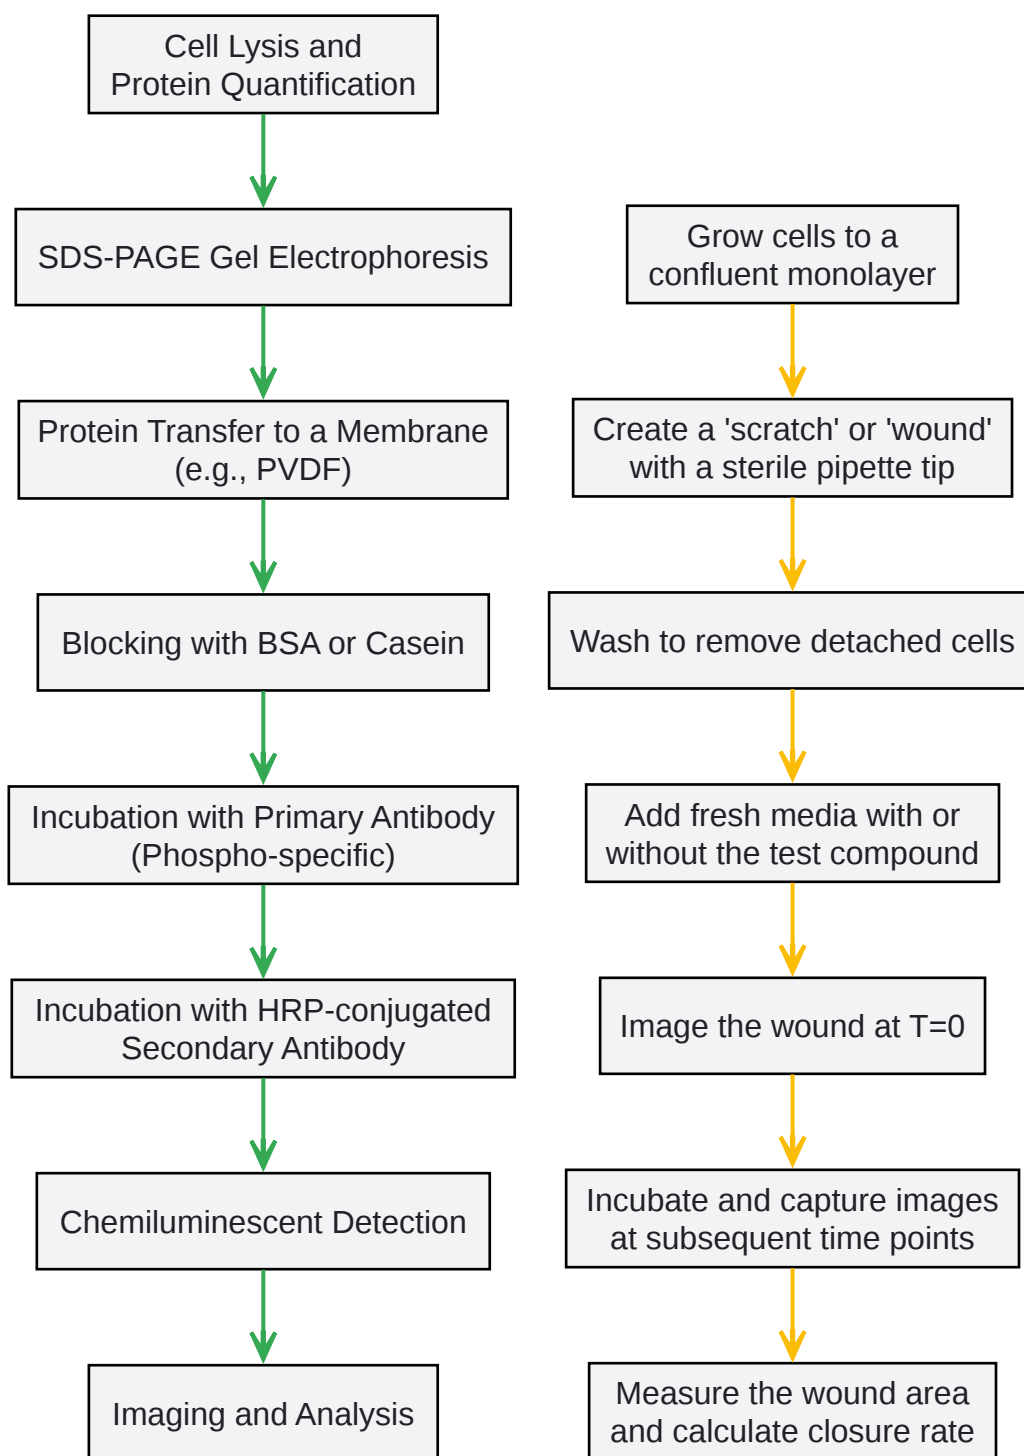 Cell Lysis and
Protein Quantification
SDS-PAGE Gel Electrophoresis
Protein Transfer to a Membrane
(e.g., PVDF)
Blocking with BSA or Casein
Incubation with Primary Antibody
(Phospho-specific)
Incubation with HRP-conjugated
Secondary Antibody
Chemiluminescent Detection
Imaging and Analysis
Grow cells to a
confluent monolayer
Create a 'scratch' or 'wound'
with a sterile pipette tip
Wash to remove detached cells
Add fresh media with or
without the test compound
Image the wound at T=0
Incubate and capture images
at subsequent time points
Measure the wound area
and calculate closure rate